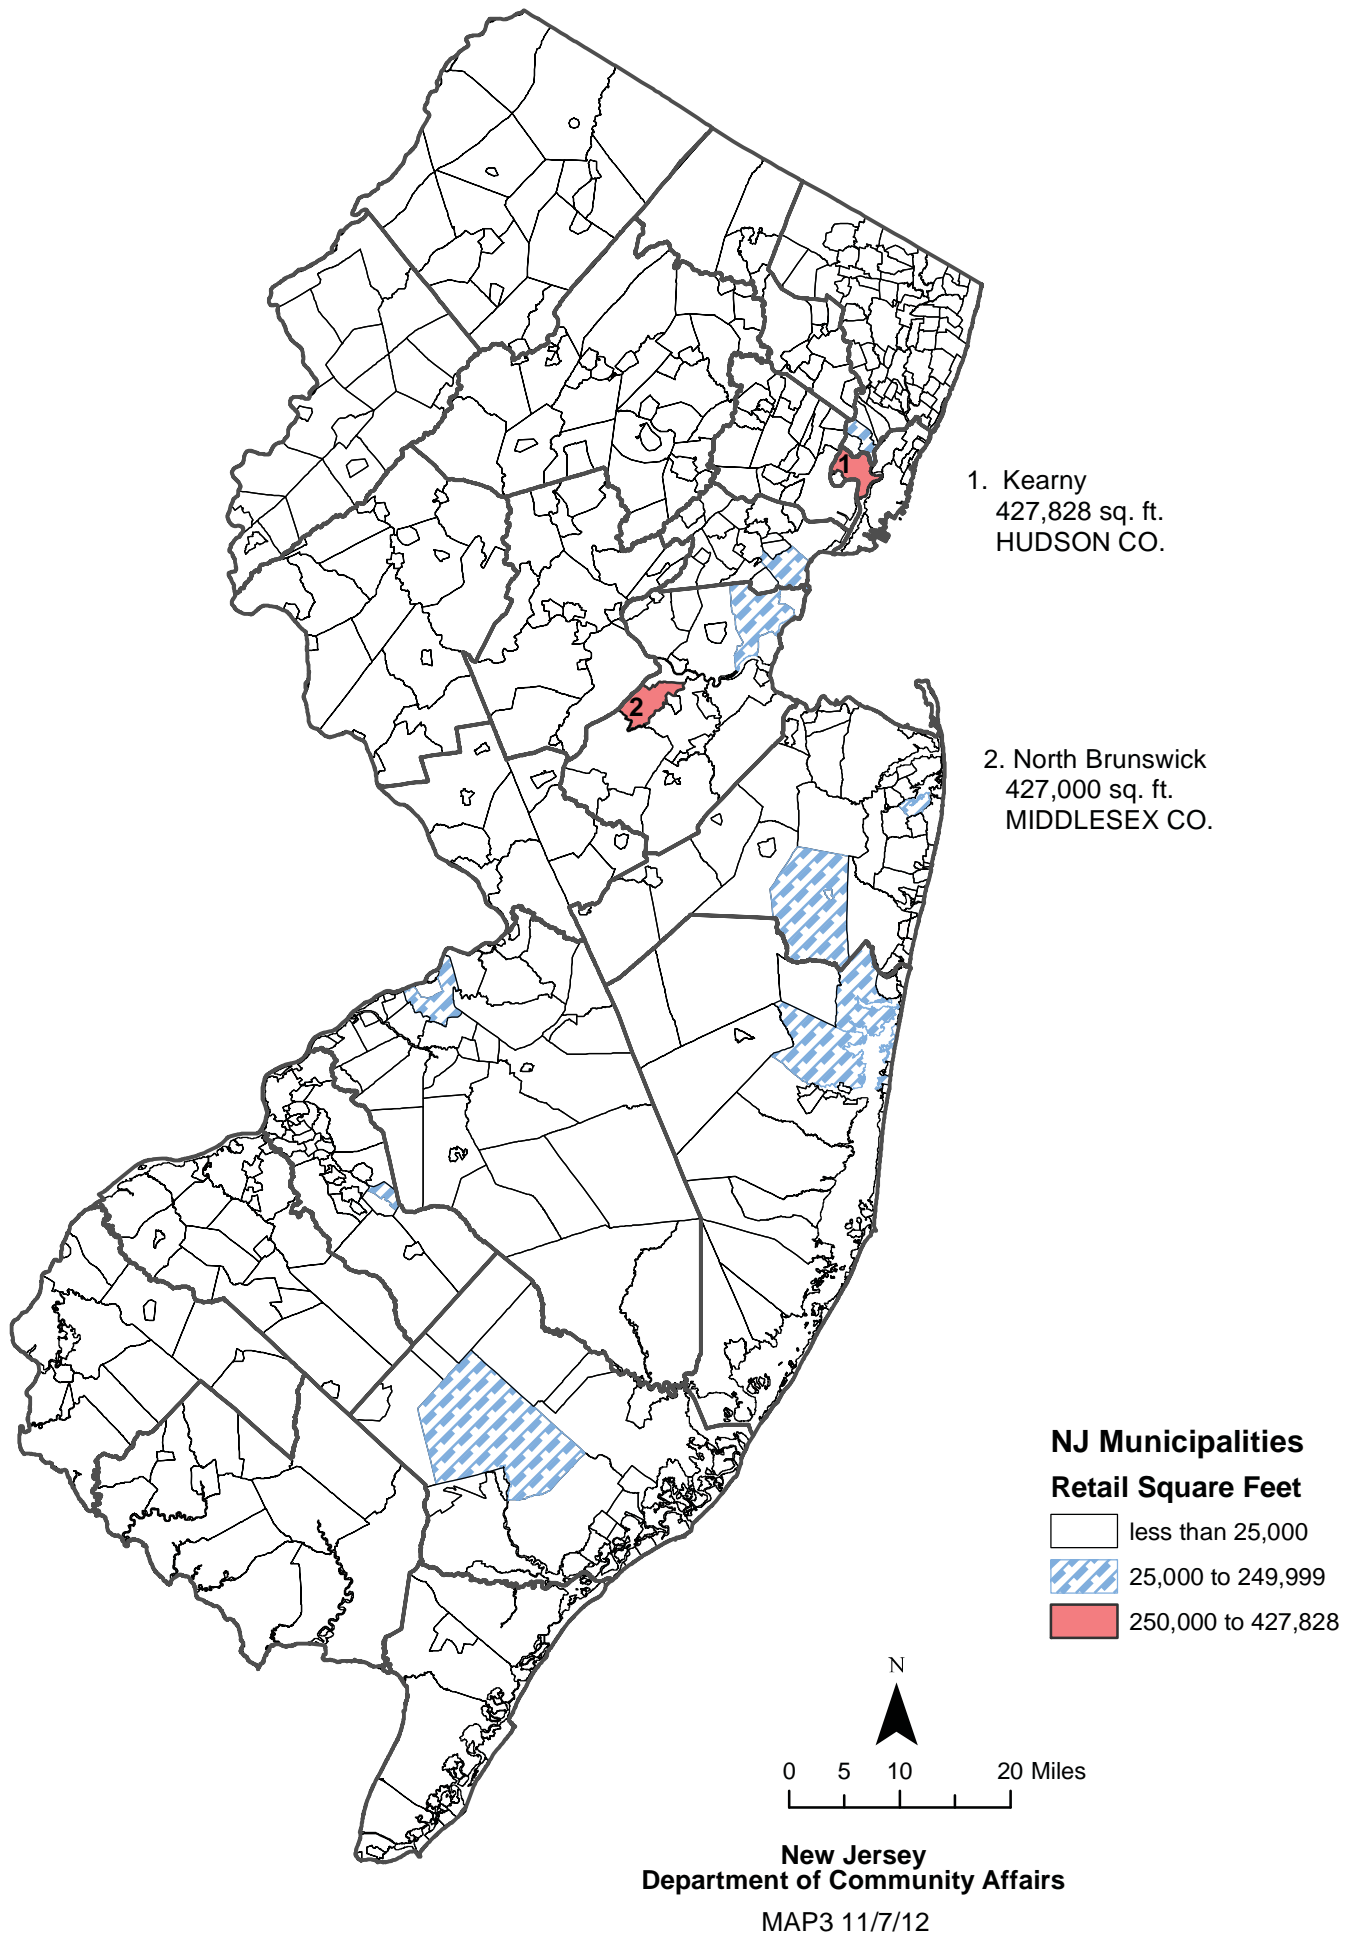 1
1. Kearny
427,828 sq. ft.
HUDSON CO.
2
2. North Brunswick
427,000 sq. ft.
MIDDLESEX CO.
NJ Municipalities
Retail Square Feet
less than 25,000
25,000 to 249,999
250,000 to 427,828
N
0 5 10 20 Miles
New Jersey
Department of Community Affairs
MAP3 11/7/12